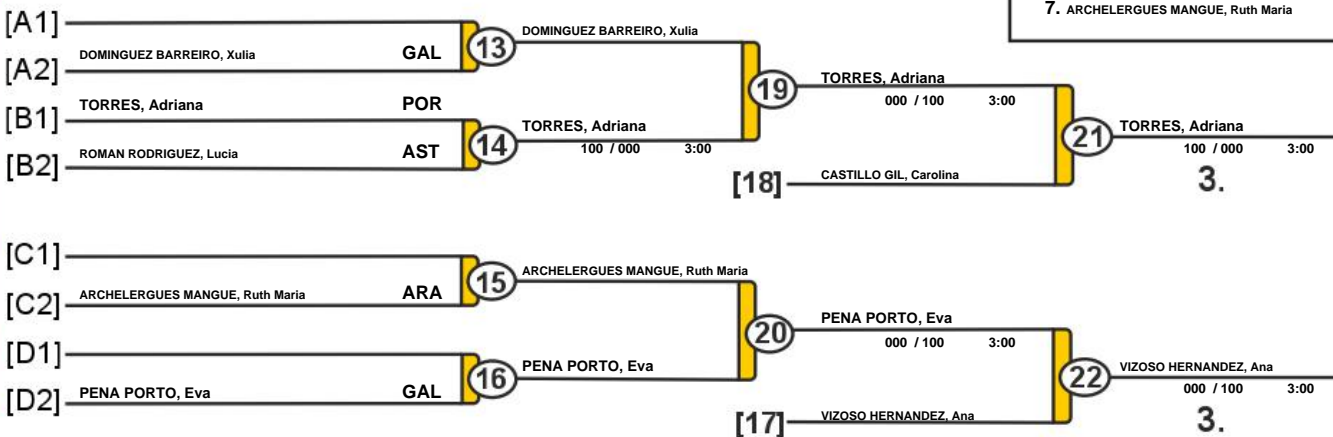 7. ARCHELERGUES MANGUE, Ruth Maria
[A1]
DOMINGUEZ BARREIRO, Xulia
13
[A2] DOMINGUEZ BARREIRO, Xulia GAL
19 TORRES, Adriana
000 / 100 3:00
[B1] TORRES, Adriana POR
14 TORRES, Adriana
100 / 000 3:00
[B2] ROMAN RODRIGUEZ, Lucia AST
21 TORRES, Adriana
100 / 000 3:00
3.
[18] CASTILLO GIL, Carolina
[C1]
15 ARCHELERGUES MANGUE, Ruth Maria
[C2] ARCHELERGUES MANGUE, Ruth Maria ARA
20 PENA PORTO, Eva
000 / 100 3:00
[D1]
16 PENA PORTO, Eva
[D2] PENA PORTO, Eva GAL
22 VIZOSO HERNANDEZ, Ana
000 / 100 3:00
3.
[17] VIZOSO HERNANDEZ, Ana